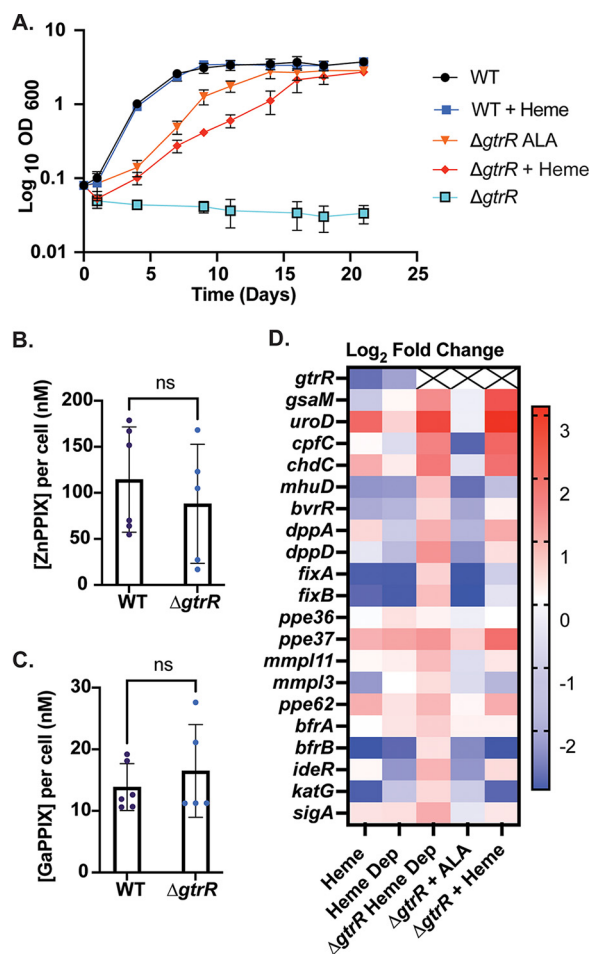 A.
Log10 OD 600
10
1
0.1
0.01
0
5
10
15
20
25
Time (Days)
WT
WT + Heme
ΔgtrR ALA
ΔgtrR + Heme
ΔgtrR
B.
[ZnPPIX] per cell (nM)
200
150
100
50
0
ns
WT
ΔgtrR
C.
[GaPPIX] per cell (nM)
30
20
10
0
ns
WT
ΔgtrR
D.
Log2 Fold Change
gtrR
gsaM
uroD
cpfC
chdC
mhuD
bvrR
dppA
dppD
fixA
fixB
ppe36
ppe37
mmpl11
mmpl3
ppe62
bfrA
bfrB
ideR
katG
sigA
Heme
Heme Dep
ΔgtrR Heme Dep
ΔgtrR + ALA
ΔgtrR + Heme
3
2
1
0
-1
-2